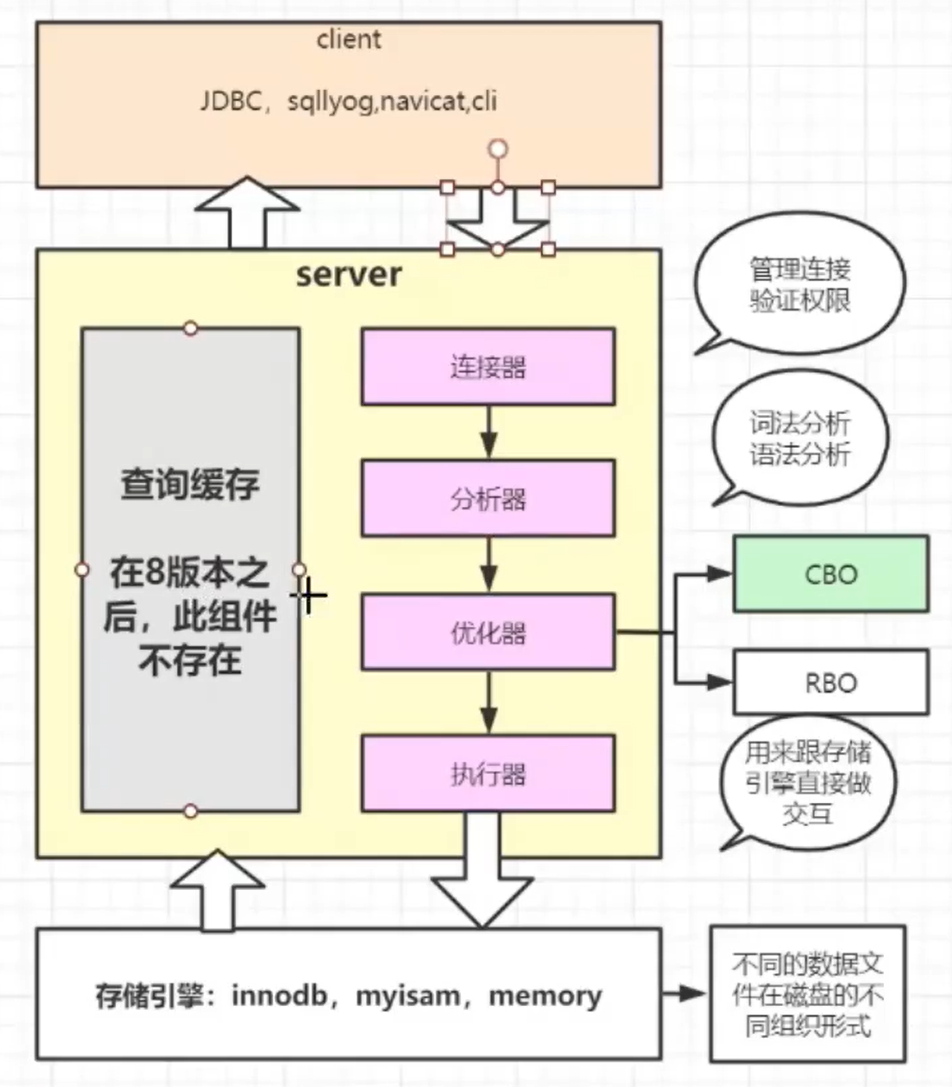 client
JDBC，sqllyog,navicat,cli
server
管理连接
验证权限
连接器
词法分析
语法分析
分析器
查询缓存
在8版本之
后，此组件
不存在
CBO
优化器
RBO
执行器
用来跟存储
引擎直接做
交互
存储引擎：innodb，myisam，memory
不同的数据文
件在磁盘的不
同组织形式